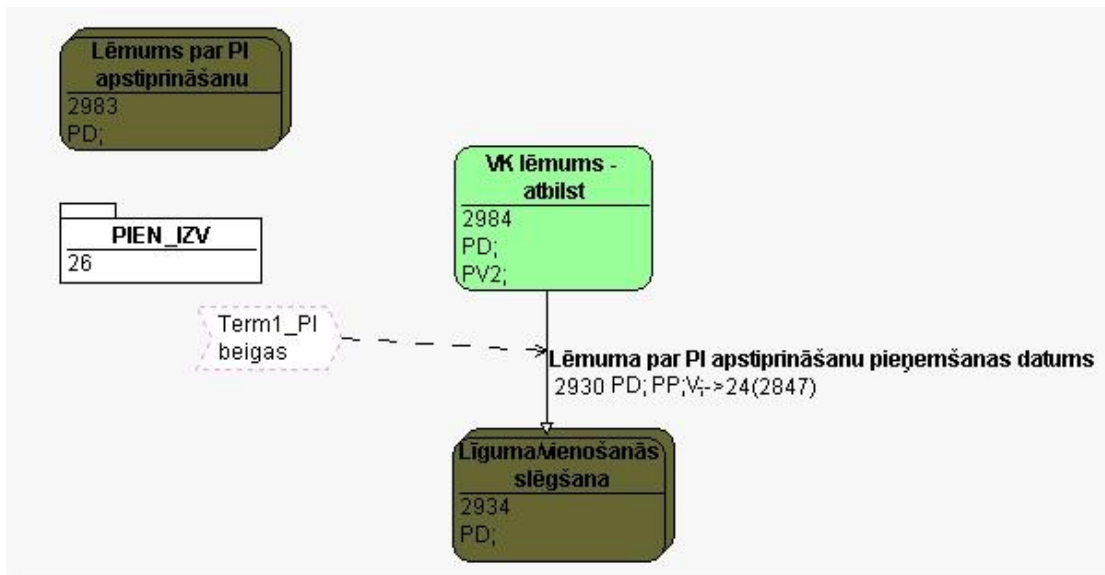 Lēmums par PI
apstiprināšanu
2983
PD;
VK lēmums -
atbilst
2984
PD;
PV2;
PIEN_IZV
26
Term1_PI
beigas
Lēmuma par PI apstiprināšanu pieņemšanas datums
2930 PD; PP;V;->24(2847)
Līguma/vienošanās
slēgšana
2934
PD;